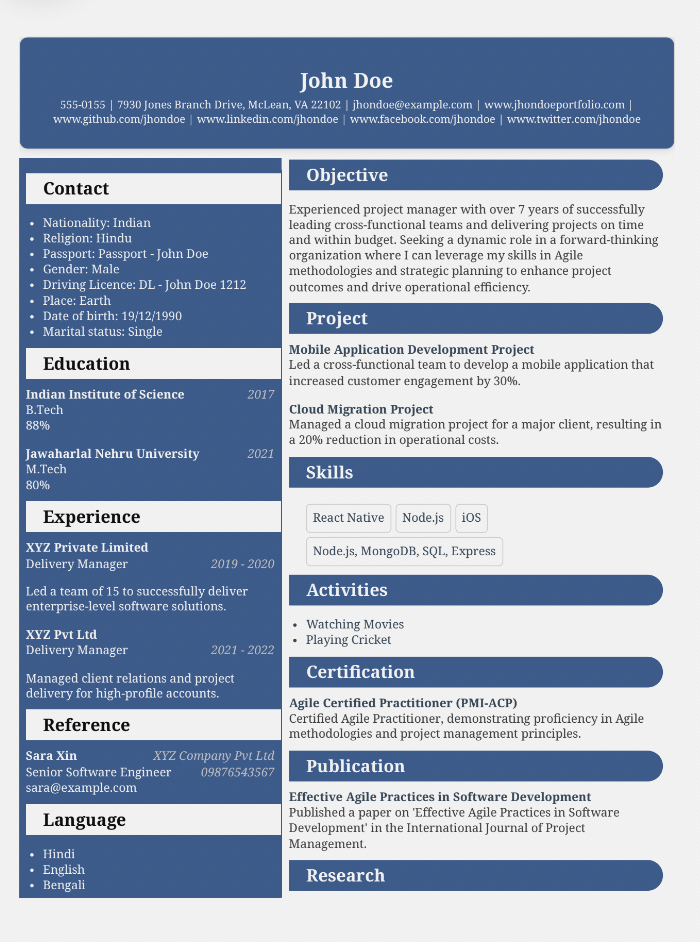 John Doe
555-0155 | 7930 Jones Branch Drive, McLean, VA 22102 | jhondoe@example.com | www.jhondoeportfolio.com |
www.github.com/jhondoe | www.linkedin.com/jhondoe | www.facebook.com/jhondoe | www.twitter.com/jhondoe
Contact
• Nationality: Indian
• Religion: Hindu
• Passport: Passport - John Doe
• Gender: Male
• Driving Licence: DL - John Doe 1212
• Place: Earth
• Date of birth: 19/12/1990
• Marital status: Single
Education
Indian Institute of Science 2017
B.Tech
88%
Jawaharlal Nehru University 2021
M.Tech
80%
Experience
XYZ Private Limited
Delivery Manager 2019 - 2020
Led a team of 15 to successfully deliver
enterprise-level software solutions.
XYZ Pvt Ltd
Delivery Manager 2021 - 2022
Managed client relations and project
delivery for high-profile accounts.
Reference
Sara Xin XYZ Company Pvt Ltd
Senior Software Engineer 09876543567
sara@example.com
Language
• Hindi
• English
• Bengali
Objective
Experienced project manager with over 7 years of successfully
leading cross-functional teams and delivering projects on time
and within budget. Seeking a dynamic role in a forward-thinking
organization where I can leverage my skills in Agile
methodologies and strategic planning to enhance project
outcomes and drive operational efficiency.
Project
Mobile Application Development Project
Led a cross-functional team to develop a mobile application that
increased customer engagement by 30%.
Cloud Migration Project
Managed a cloud migration project for a major client, resulting in
a 20% reduction in operational costs.
Skills
React Native Node.js iOS
Node.js, MongoDB, SQL, Express
Activities
• Watching Movies
• Playing Cricket
Certification
Agile Certified Practitioner (PMI-ACP)
Certified Agile Practitioner, demonstrating proficiency in Agile
methodologies and project management principles.
Publication
Effective Agile Practices in Software Development
Published a paper on 'Effective Agile Practices in Software
Development' in the International Journal of Project
Management.
Research